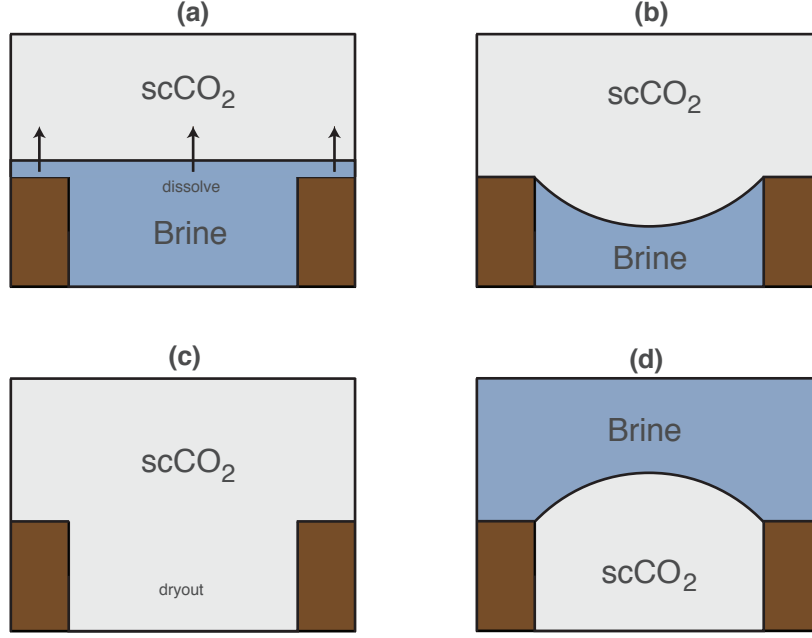 (a)
scCO₂
dissolve
Brine
(b)
scCO₂
Brine
(c)
scCO₂
dryout
(d)
Brine
scCO₂